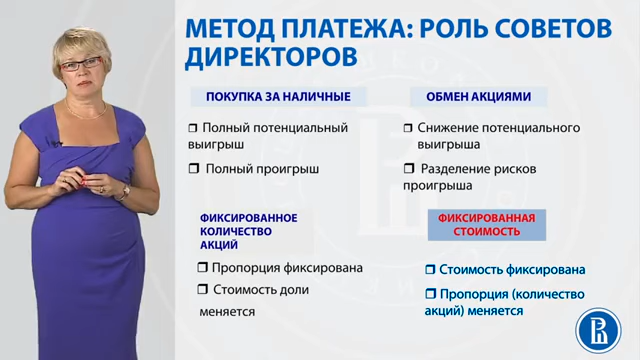 МЕТОД ПЛАТЕЖА: РОЛЬ СОВЕТОВ
ДИРЕКТОРОВ
ПОКУПКА ЗА НАЛИЧНЫЕ
Полный потенциальный
выигрыш
Полный проигрыш
ОБМЕН АКЦИЯМИ
Снижение потенциального
выигрыша
Разделение рисков
проигрыша
ФИКСИРОВАННОЕ
КОЛИЧЕСТВО
АКЦИЙ
Пропорция фиксирована
Стоимость доли
меняется
ФИКСИРОВАННАЯ
СТОИМОСТЬ
Стоимость фиксирована
Пропорция (количество
акций) меняется